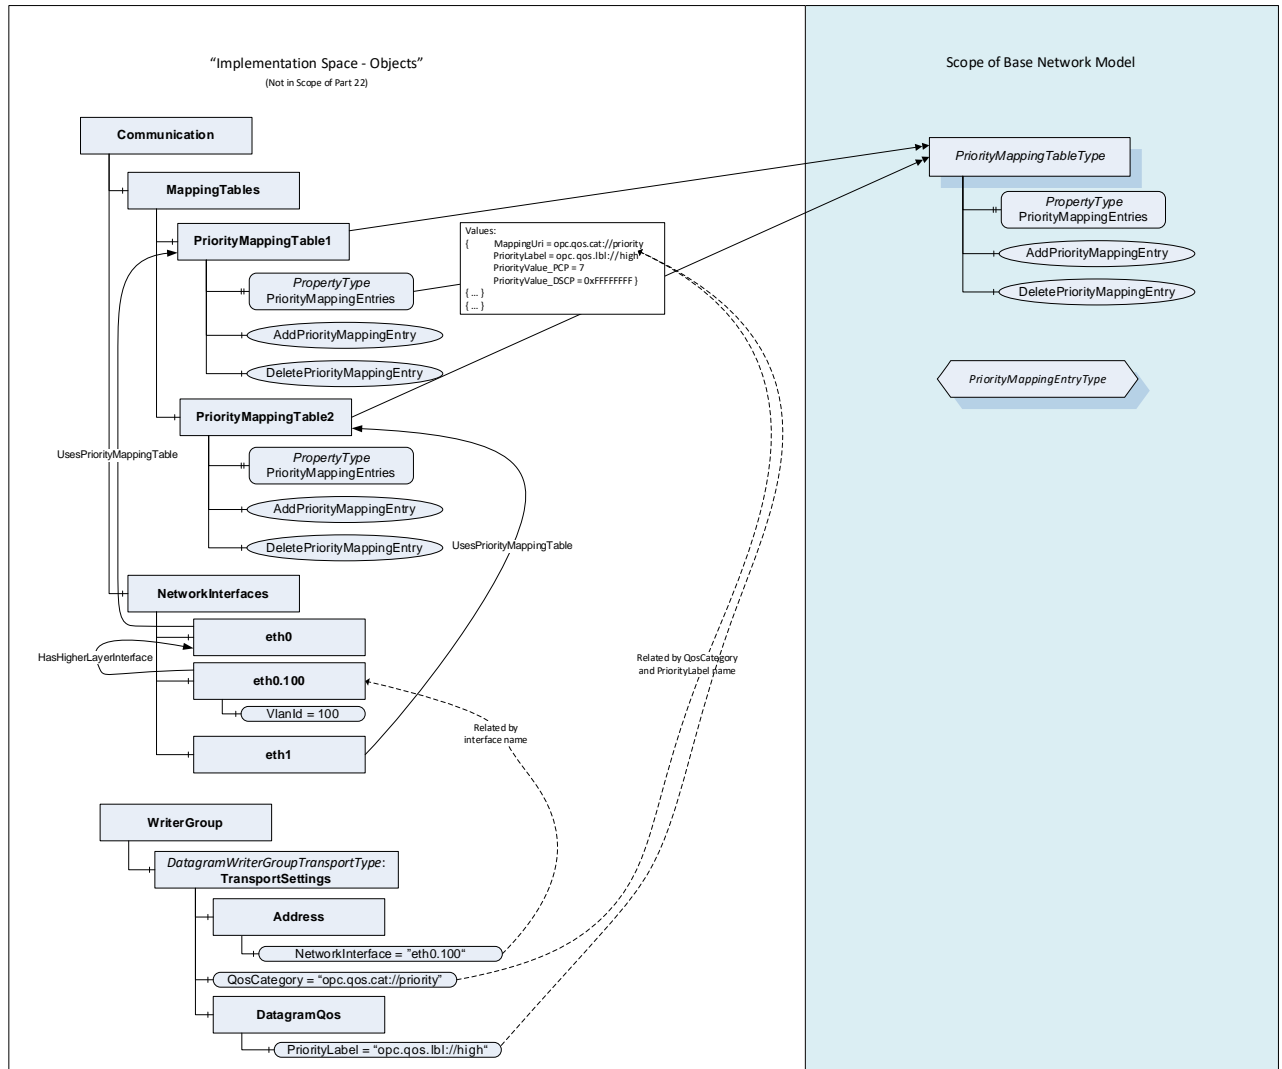 “Implementation Space - Objects”
(Not in Scope of Part 22)
Scope of Base Network Model
Communication
MappingTables
PriorityMappingTable1
PropertyType
PriorityMappingEntries
AddPriorityMappingEntry
DeletePriorityMappingEntry
Values:
{ MappingUri = opc.qos.cat://priority
PriorityLabel = opc.qos.lbl://high
PriorityValue_PCP = 7
PriorityValue_DSCP = 0xFFFFFFFF }
{ ... }
{ ... }
PriorityMappingTableType
PropertyType
PriorityMappingEntries
AddPriorityMappingEntry
DeletePriorityMappingEntry
PriorityMappingEntryType
PriorityMappingTable2
PropertyType
PriorityMappingEntries
AddPriorityMappingEntry
DeletePriorityMappingEntry
UsesPriorityMappingTable
UsesPriorityMappingTable
NetworkInterfaces
eth0
HasHigherLayerInterface
eth0.100
VlanId = 100
eth1
Related by QosCategory
and PriorityLabel name
Related by
interface name
WriterGroup
DatagramWriterGroupTransportType:
TransportSettings
Address
NetworkInterface = ”eth0.100“
QosCategory = “opc.qos.cat://priority”
DatagramQos
PriorityLabel = “opc.qos.lbl://high“